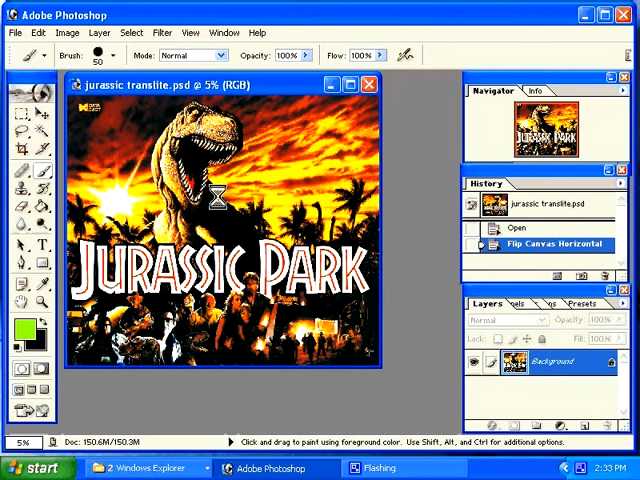 Adobe Photoshop
File Edit Image Layer Select Filter View Window Help
Brush: 50 Mode: Normal Opacity: 100% Flow: 100%
jurassic translite.psd @ 5% (RGB)
DATA EAST
JURASSIC PARK
Navigator Info
JURASSIC PARK
History
jurassic translite.psd
Open
Flip Canvas Horizontal
Layers Presets
Normal Opacity: 100%
Lock: Fill: 100%
Background
T
5% Doc: 150.6M/150.3M Click and drag to paint using foreground color. Use Shift, Alt, and Ctrl for additional options.
start 2 Windows Explorer Adobe Photoshop Flashing 2:33 PM